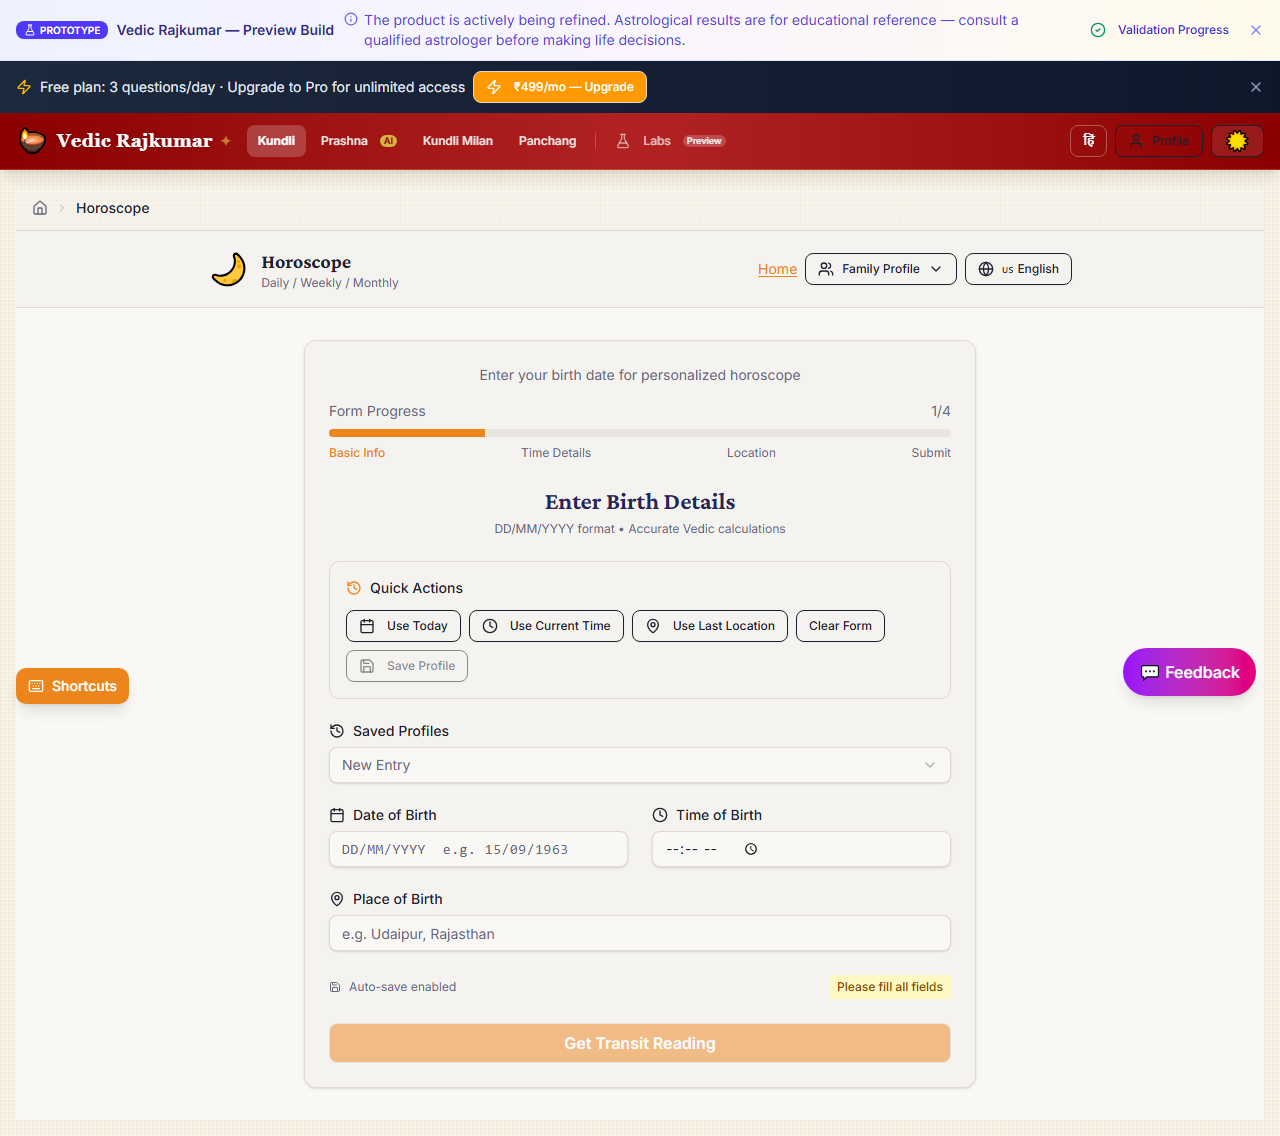 PROTOTYPE Vedic Rajkumar — Preview Build
The product is actively being refined. Astrological results are for educational reference — consult a
qualified astrologer before making life decisions.
Validation Progress
Free plan: 3 questions/day · Upgrade to Pro for unlimited access ₹499/mo — Upgrade
Vedic Rajkumar Kundli Prashna AI Kundli Milan Panchang Labs Preview हिं Profile
Horoscope
Horoscope
Daily / Weekly / Monthly
Home Family Profile US English
Enter your birth date for personalized horoscope
Form Progress 1/4
Basic Info Time Details Location Submit
Enter Birth Details
DD/MM/YYYY format • Accurate Vedic calculations
Quick Actions
Use Today Use Current Time Use Last Location Clear Form
Save Profile
Shortcuts
Feedback
Saved Profiles
New Entry
Date of Birth Time of Birth
DD/MM/YYYY e.g. 15/09/1963 --:-- --
Place of Birth
e.g. Udaipur, Rajasthan
Auto-save enabled Please fill all fields
Get Transit Reading